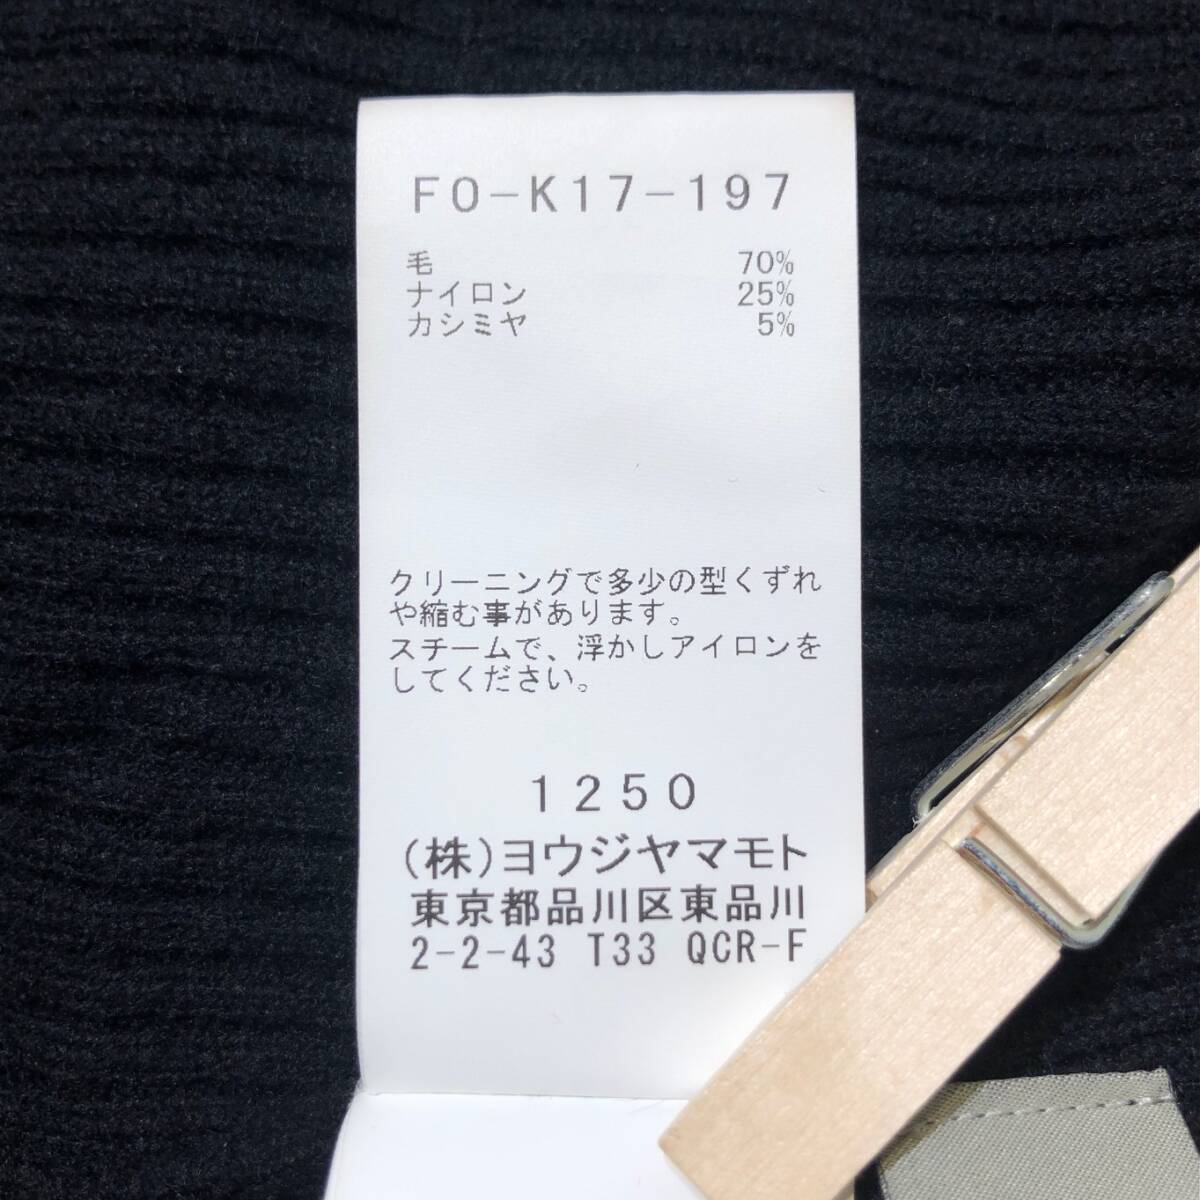 FO-K17-197
毛 70%
ナイロン 25%
カシミヤ 5%
クリーニングで多少の型くずれ
や縮む事があります。
スチームで、浮かしアイロンを
してください。
1250
(株)ヨウジヤマモト
東京都品川区東品川
2-2-43 T33 QCR-F